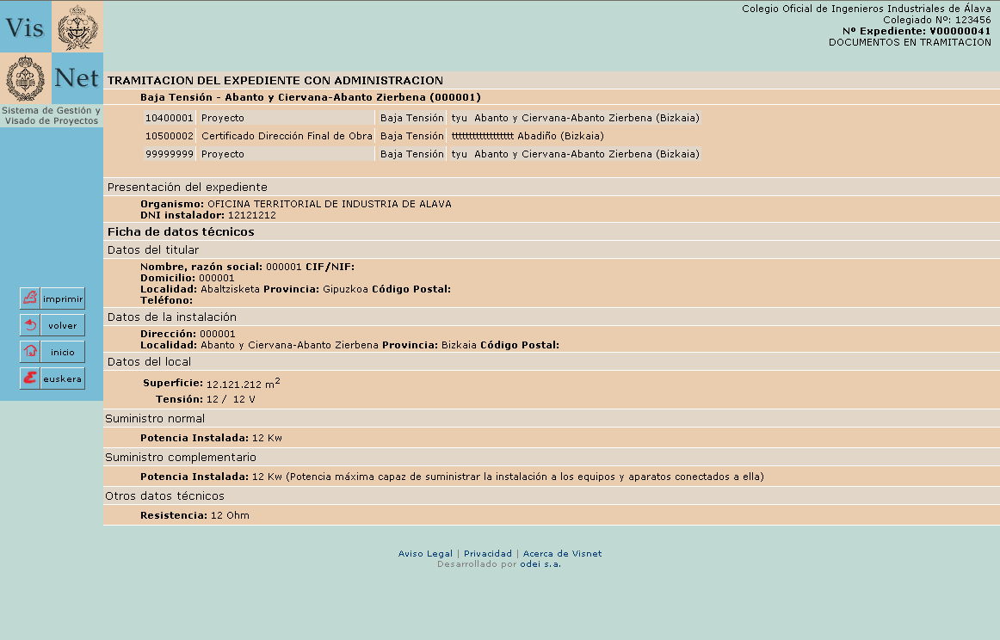 Vis
Net
Sistema de Gestión y
Visado de Proyectos
Colegio Oficial de Ingenieros Industriales de Álava
Colegiado Nº: 123456
Nº Expediente: V00000041
DOCUMENTOS EN TRAMITACION
TRAMITACION DEL EXPEDIENTE CON ADMINISTRACION
Baja Tensión - Abanto y Ciervana-Abanto Zierbena (000001)
10400001 Proyecto Baja Tensión tyu Abanto y Ciervana-Abanto Zierbena (Bizkaia)
10500002 Certificado Dirección Final de Obra Baja Tensión tttttttttttttttttt Abadiño (Bizkaia)
99999999 Proyecto Baja Tensión tyu Abanto y Ciervana-Abanto Zierbena (Bizkaia)
Presentación del expediente
Organismo: OFICINA TERRITORIAL DE INDUSTRIA DE ALAVA
DNI instalador: 12121212
Ficha de datos técnicos
Datos del titular
Nombre, razón social: 000001 CIF/NIF:
Domicilio: 000001
Localidad: Abaltzisketa Provincia: Gipuzkoa Código Postal:
Teléfono:
Datos de la instalación
Dirección: 000001
Localidad: Abanto y Ciervana-Abanto Zierbena Provincia: Bizkaia Código Postal:
Datos del local
Superficie: 12.121.212 m²
Tensión: 12 / 12 V
Suministro normal
Potencia Instalada: 12 Kw
Suministro complementario
Potencia Instalada: 12 Kw (Potencia máxima capaz de suministrar la instalación a los equipos y aparatos conectados a ella)
Otros datos técnicos
Resistencia: 12 Ohm
imprimir
volver
inicio
euskera
Aviso Legal | Privacidad | Acerca de Visnet
Desarrollado por odei s.a.